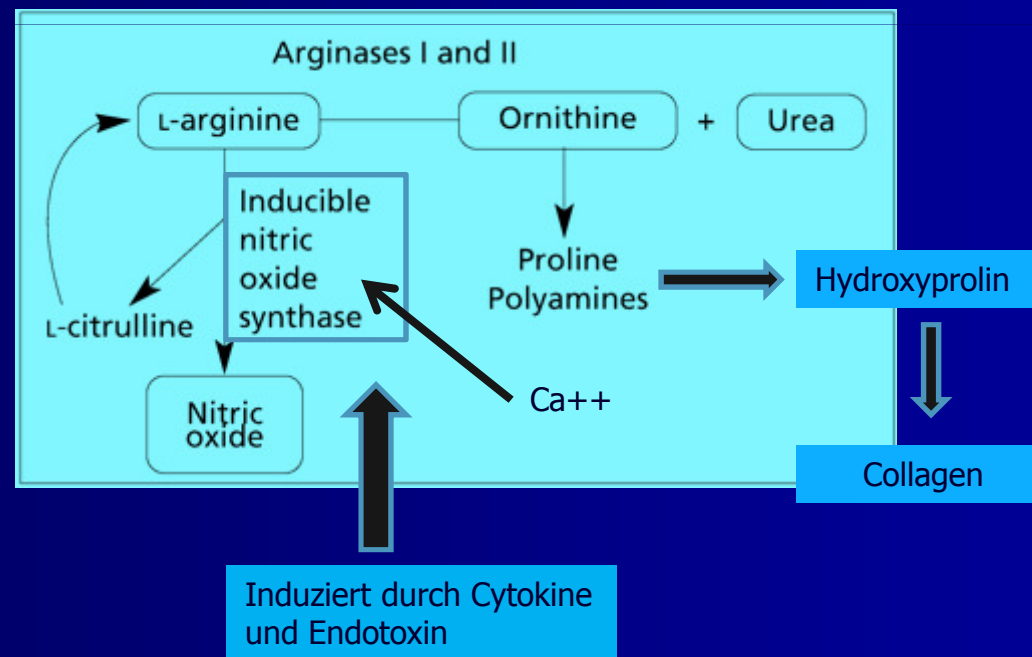 Arginases I and II
L-arginine
Ornithine
+
Urea
Inducible
nitric
oxide
synthase
L-citrulline
Nitric
oxide
Proline
Polyamines
Hydroxyprolin
Ca++
Collagen
Induziert durch Cytokine
und Endotoxin